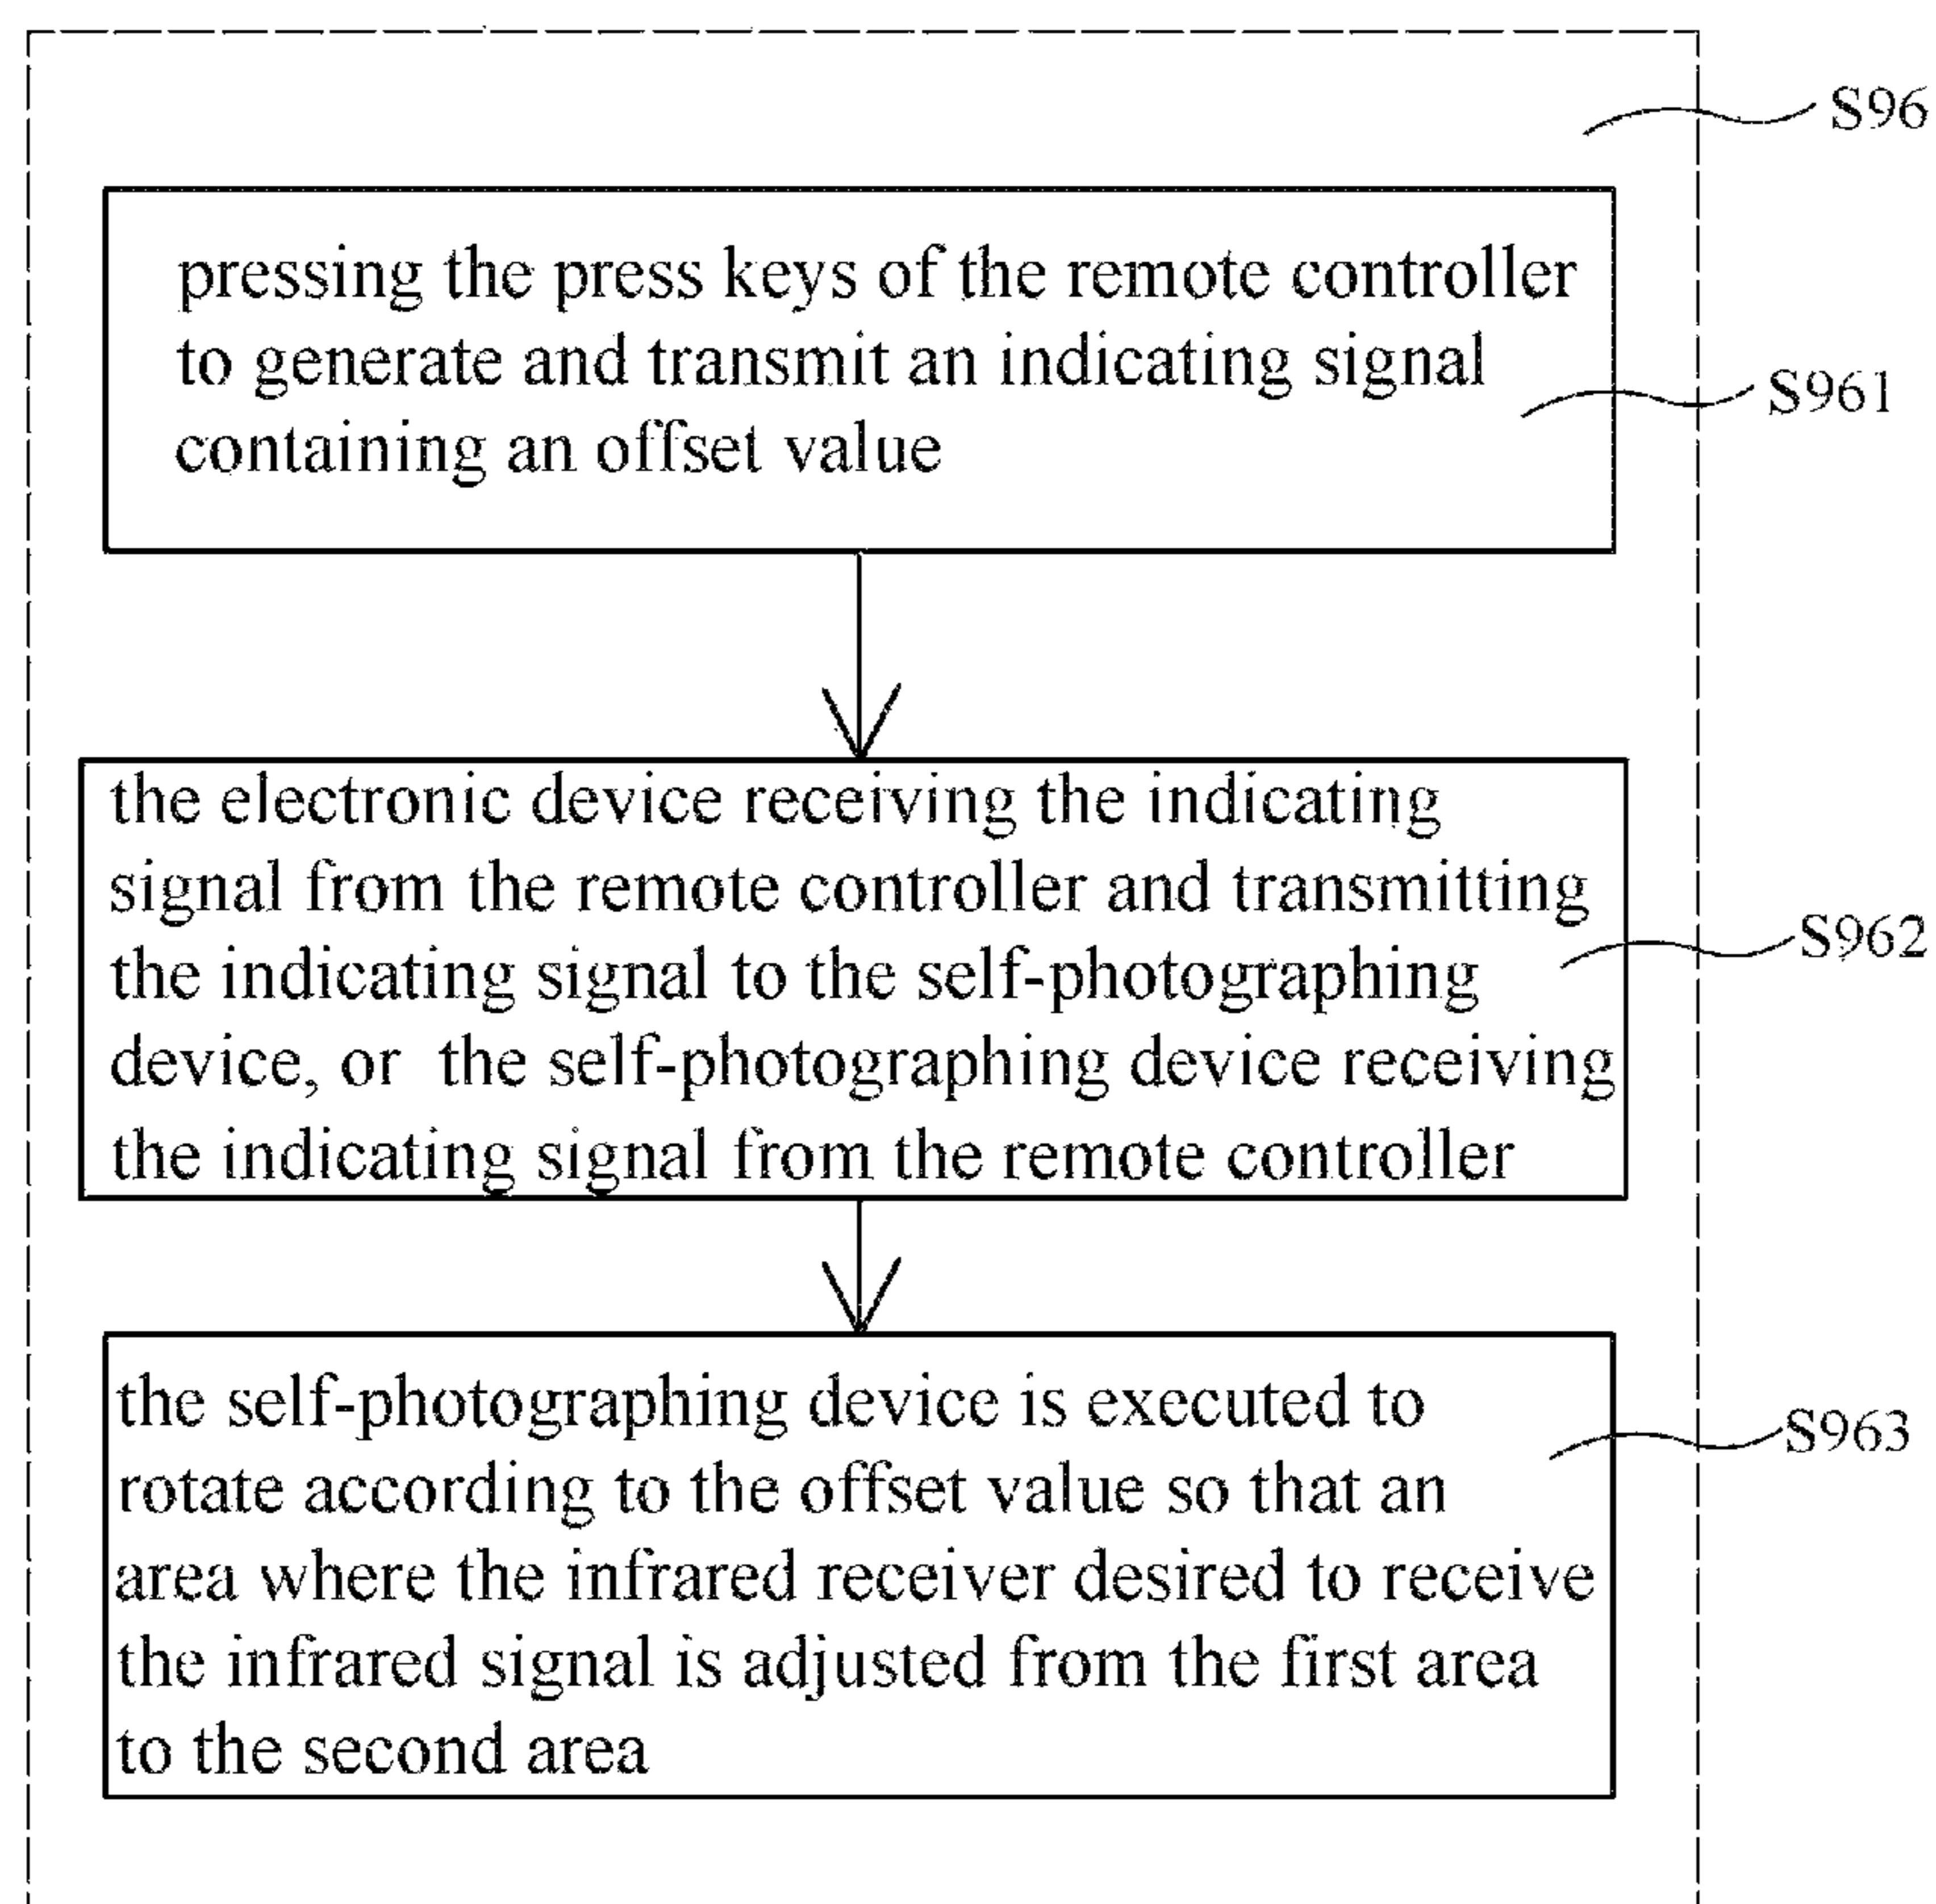 S96
pressing the press keys of the remote controller
to generate and transmit an indicating signal
containing an offset value
S961
the electronic device receiving the indicating
signal from the remote controller and transmitting
the indicating signal to the self-photographing
device, or the self-photographing device receiving
the indicating signal from the remote controller
S962
the self-photographing device is executed to
rotate according to the offset value so that an
area where the infrared receiver desired to receive
the infrared signal is adjusted from the first area
to the second area
S963